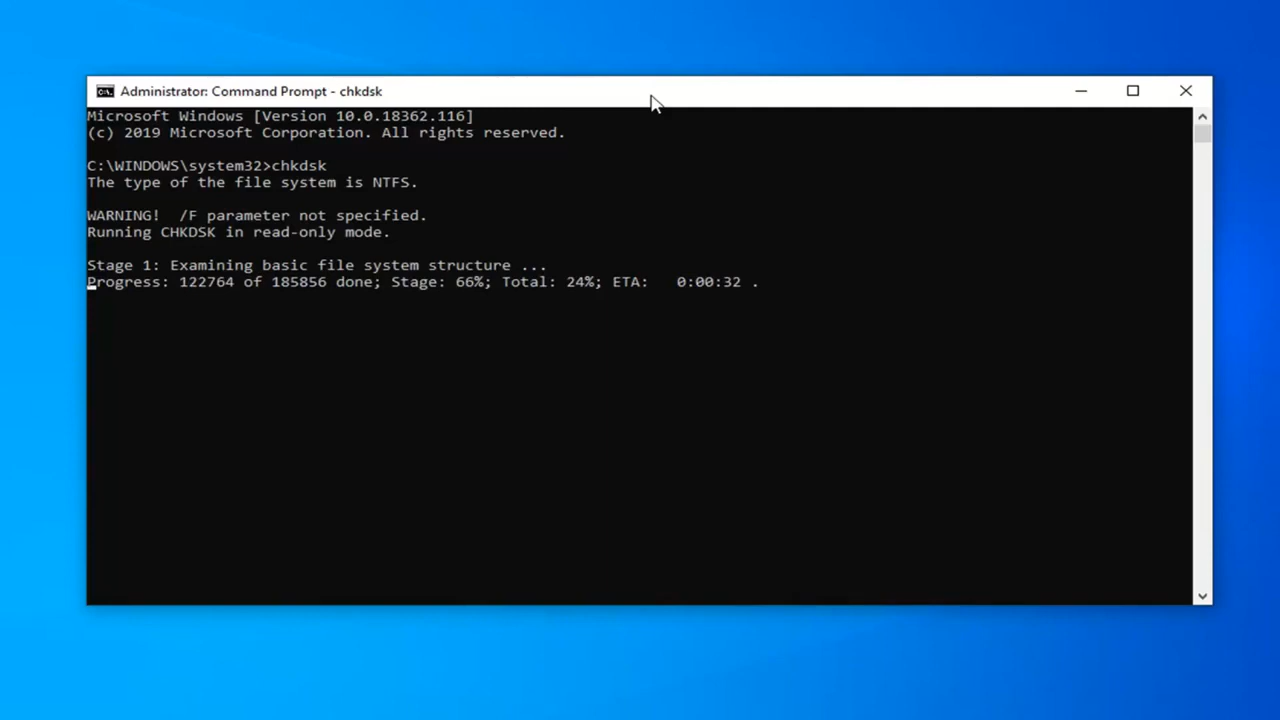 Administrator: Command Prompt - chkdsk
Microsoft Windows [Version 10.0.18362.116]
(c) 2019 Microsoft Corporation. All rights reserved.
C:\WINDOWS\system32>chkdsk
The type of the file system is NTFS.
WARNING!  /F parameter not specified.
Running CHKDSK in read-only mode.
Stage 1: Examining basic file system structure ...
Progress: 122764 of 185856 done; Stage: 66%; Total: 24%; ETA:   0:00:32 .